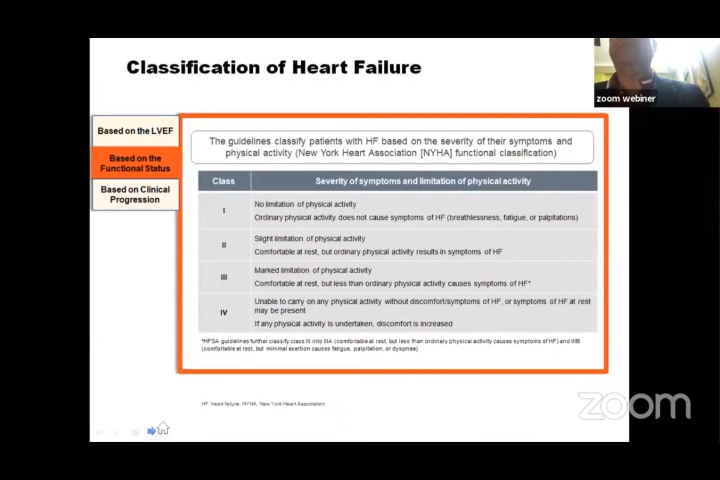 Classification of Heart Failure
zoom webiner
Based on the LVEF
Based on the
Functional Status
Based on Clinical
Progression
The guidelines classify patients with HF based on the severity of their symptoms and
physical activity (New York Heart Association [NYHA] functional classification)
Class Severity of symptoms and limitation of physical activity
I
No limitation of physical activity
Ordinary physical activity does not cause symptoms of HF (breathlessness, fatigue, or palpitations)
II
Slight limitation of physical activity
Comfortable at rest, but ordinary physical activity results in symptoms of HF
III
Marked limitation of physical activity
Comfortable at rest, but less than ordinary physical activity causes symptoms of HF*
IV
Unable to carry on any physical activity without discomfort/symptoms of HF, or symptoms of HF at rest
may be present
If any physical activity is undertaken, discomfort is increased
*HFSA guidelines further classify class III into IIIA (comfortable at rest, but less than ordinary physical activity causes symptoms of HF) and IIIB
(comfortable at rest, but minimal exertion causes fatigue, palpitation, or dyspnea)
HF, heart failure; NYHA, New York Heart Association
zoom